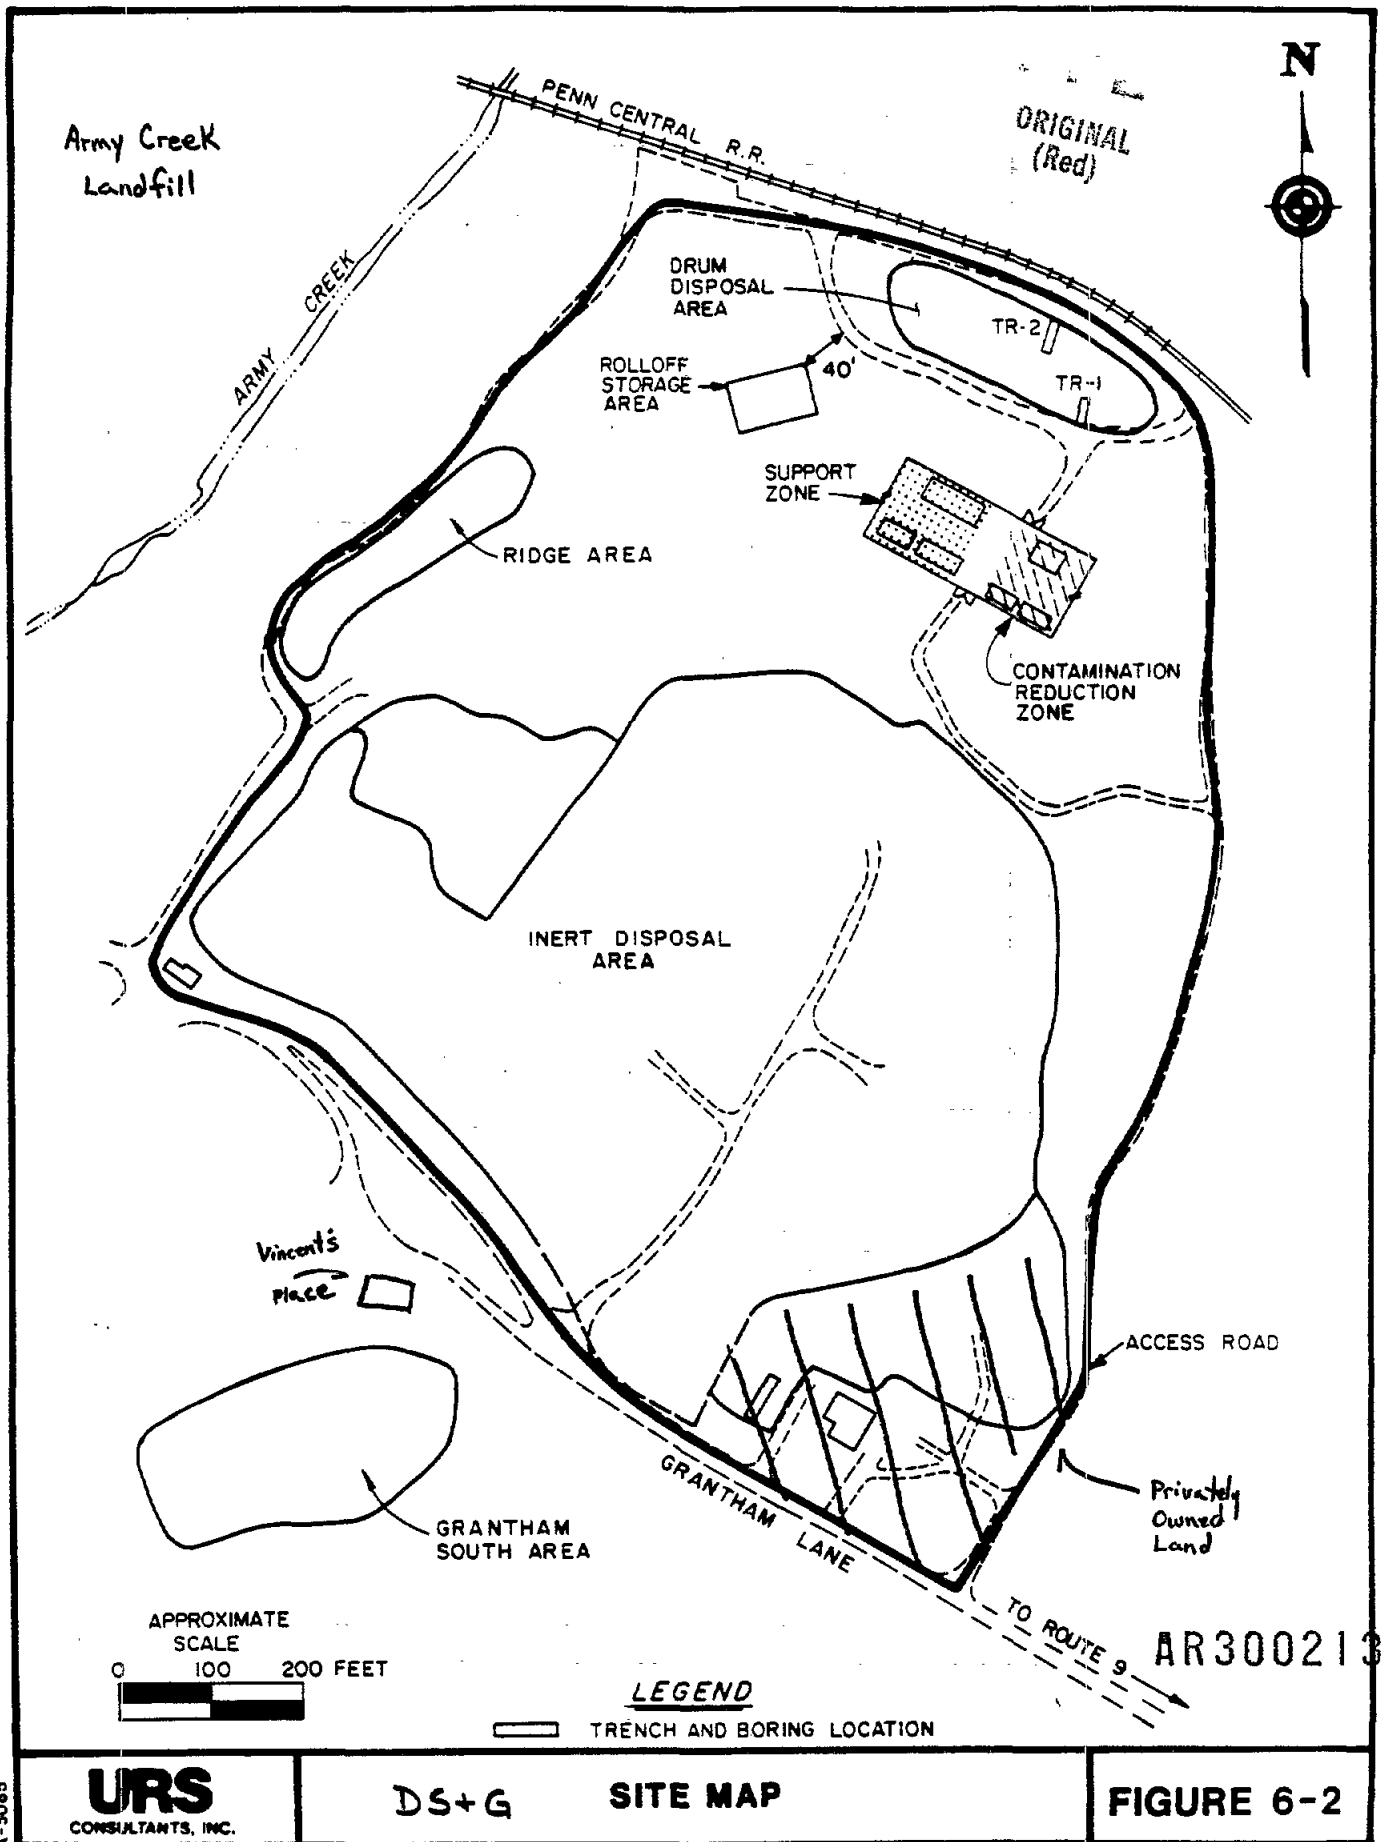 N
ORIGINAL
(Red)
Army Creek
Landfill
PENN CENTRAL R.R.
ARMY CREEK
DRUM
DISPOSAL
AREA
TR-2
TR-1
40'
ROLLOFF
STORAGE
AREA
SUPPORT
ZONE
RIDGE AREA
CONTAMINATION
REDUCTION
ZONE
INERT DISPOSAL
AREA
Vincent's
Place
ACCESS ROAD
GRANTHAM LANE
Privately
Owned
Land
GRANTHAM
SOUTH AREA
TO ROUTE 9
AR300213
APPROXIMATE
SCALE
0 100 200 FEET
LEGEND
TRENCH AND BORING LOCATION
URS
CONSULTANTS, INC.
DS+G SITE MAP
FIGURE 6-2